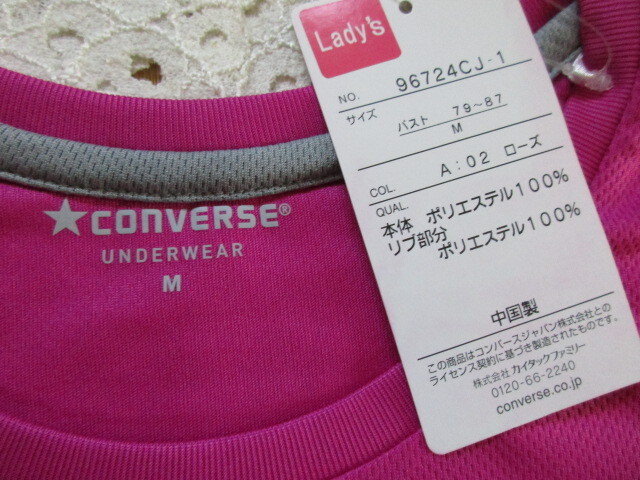 ★CONVERSE®
UNDERWEAR
M
Lady's
NO. 96724CJ-1
サイズ
バスト 79~87
M
COL. A:02 ローズ
QUAL.
本体 ポリエステル100%
リブ部分
ポリエステル100%
中国製
この商品はコンバースジャパン株式会社との
ライセンス契約に基づき製造されたものです。
株式会社 カイタックファミリー
0120-66-2240
converse.co.jp